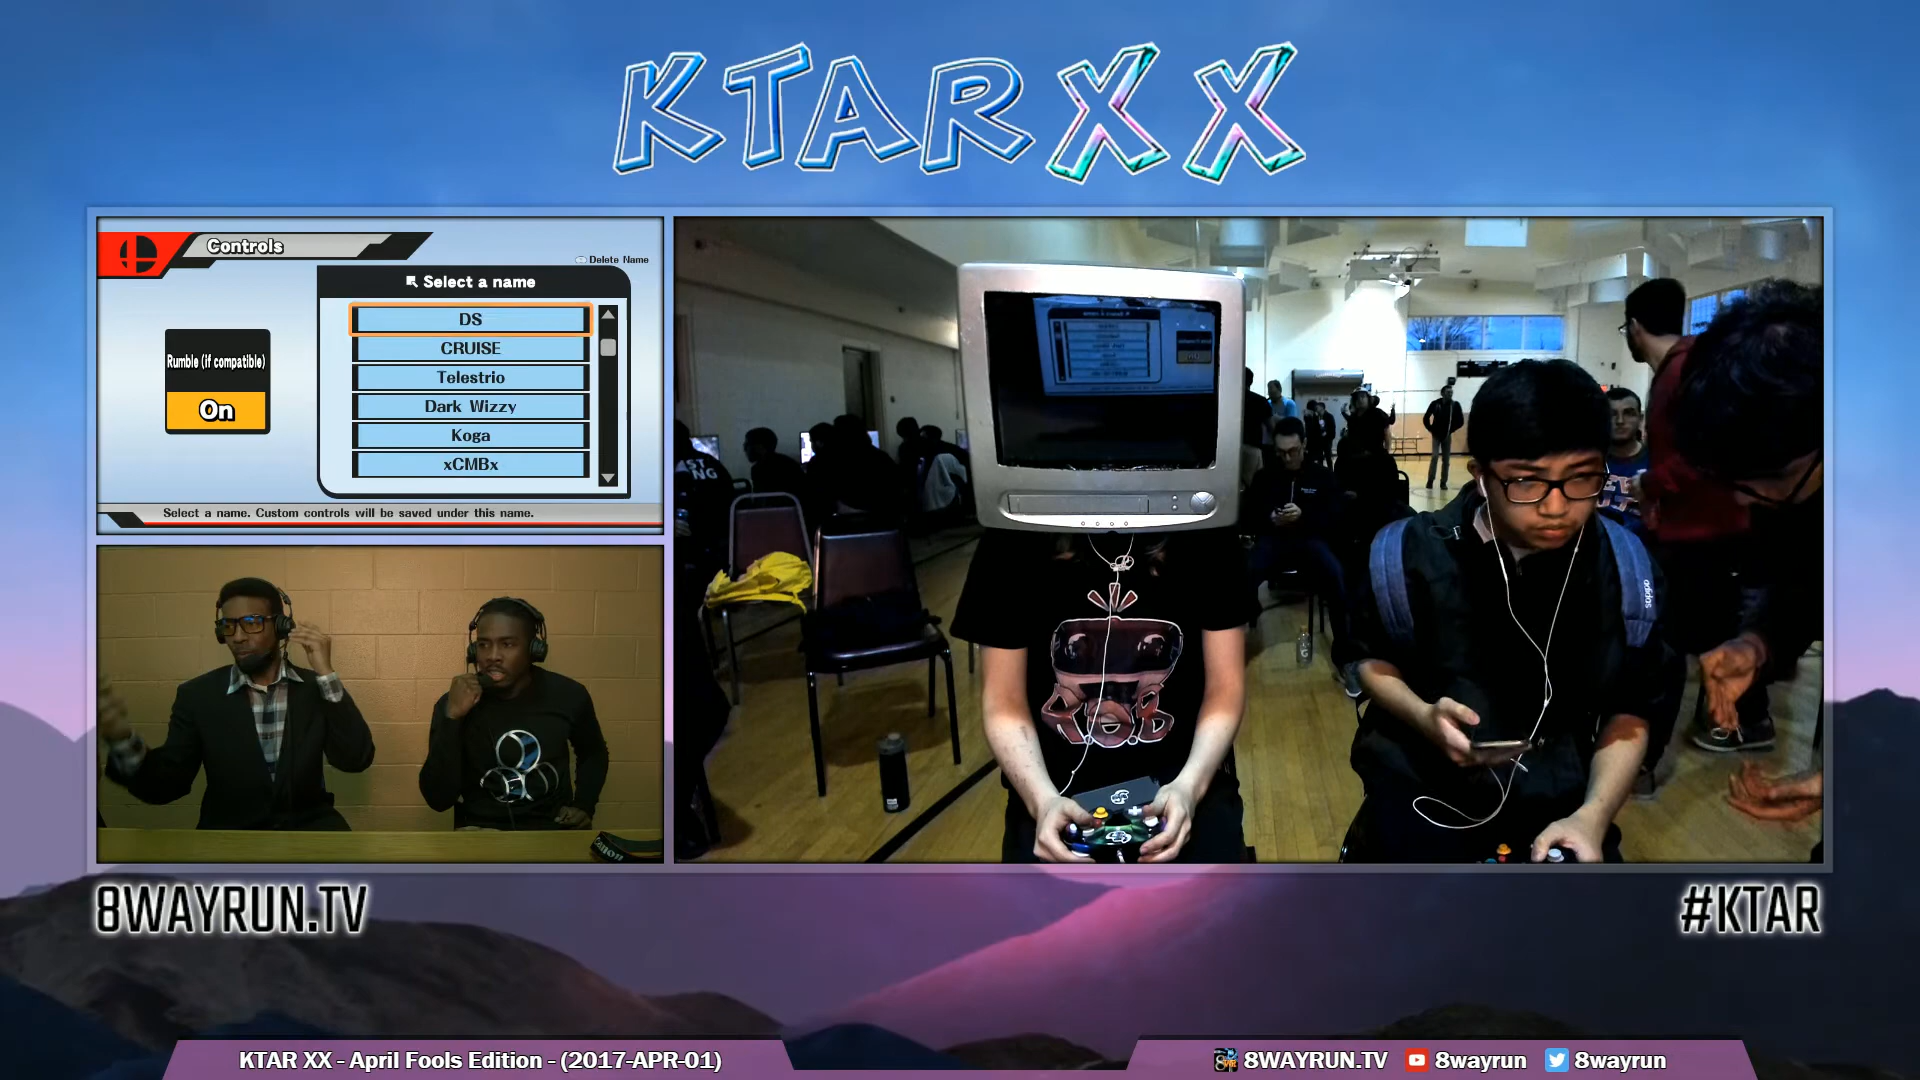 KTAR XX
Controls
Delete Name
Select a name
DS
CRUISE
Telestrio
Dark Wizzy
Koga
xCMBx
Rumble (if compatible)
On
Select a name. Custom controls will be saved under this name.
R.O.B
adidas
Canon
8WAYRUN.TV
#KTAR
KTAR XX - April Fools Edition - (2017-APR-01)
8WAYRUN.TV
8wayrun
8wayrun